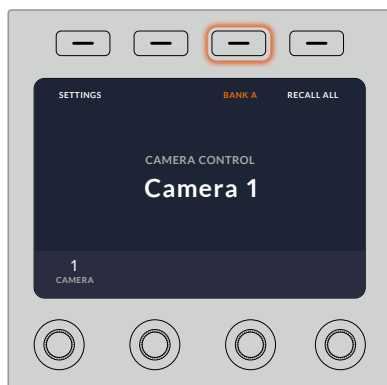 SETTINGS BANK A RECALL ALL
CAMERA CONTROL
Camera 1
1
CAMERA